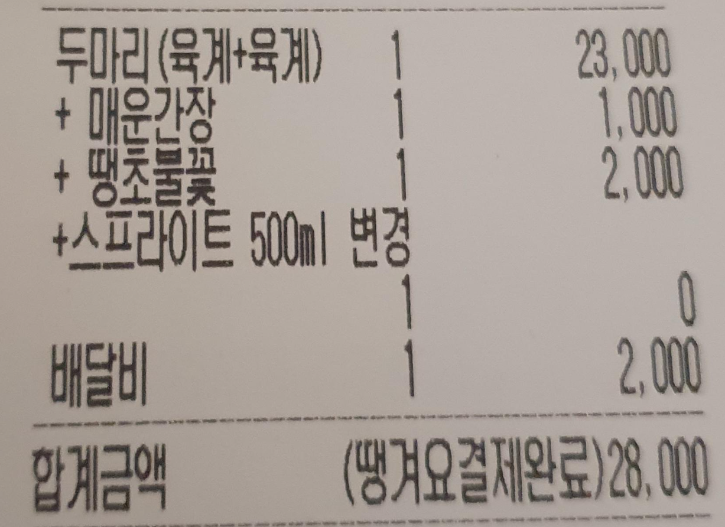 두마리(육계+육계) 1 23,000
+ 매운간장 1 1,000
+ 땡초불꽃 1 2,000
+스프라이트 500ml 변경
1 0
배달비 1 2,000
합계금액 (땡겨요결제완료)28,000